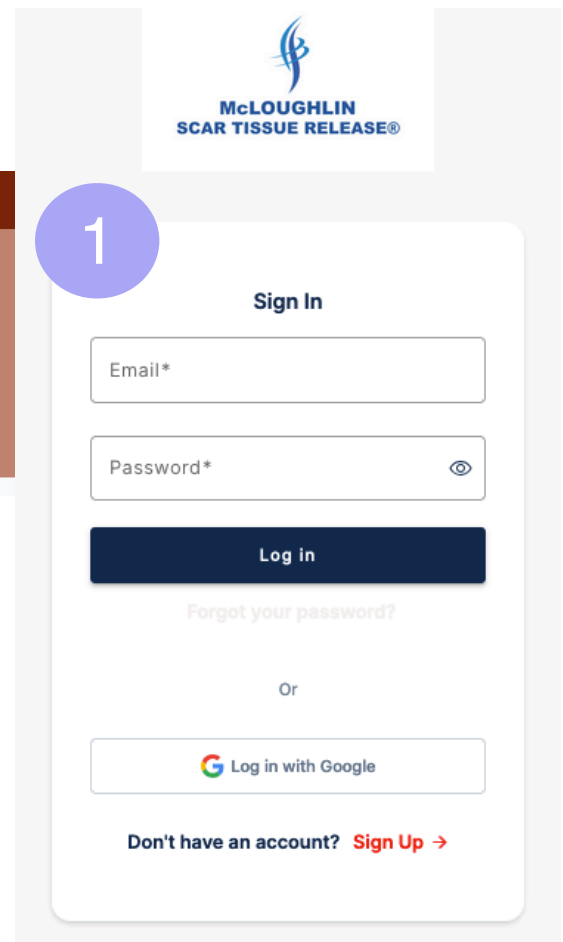 McLOUGHLIN
SCAR TISSUE RELEASE®
1
Sign In
Email*
Password*
Log in
Forgot your password?
Or
Log in with Google
Don't have an account? Sign Up →